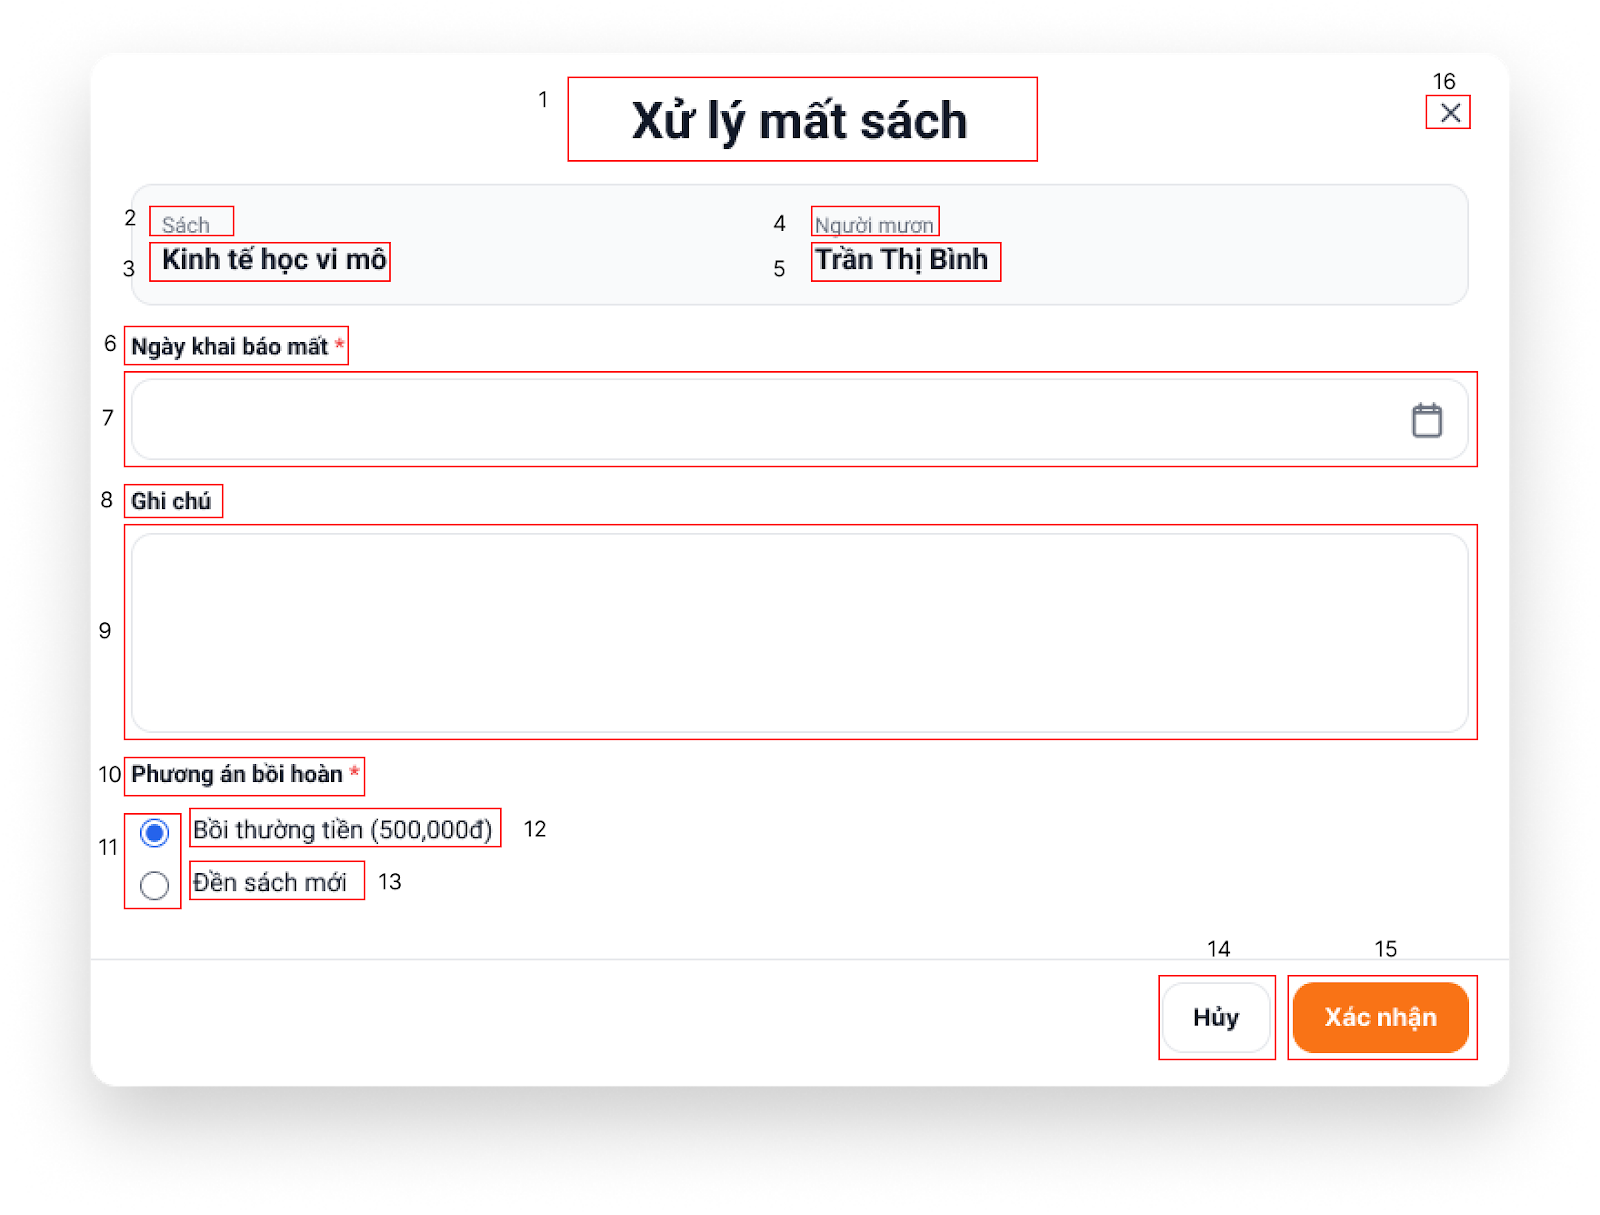 16
1 Xử lý mất sách
2 Sách
4 Người mươn
3 Kinh tế học vi mô
5 Trần Thị Bình
6 Ngày khai báo mất *
7
8 Ghi chú
9
10 Phương án bồi hoàn *
11
Bồi thường tiền (500,000đ) 12
Đền sách mới 13
14 15
Hủy Xác nhận